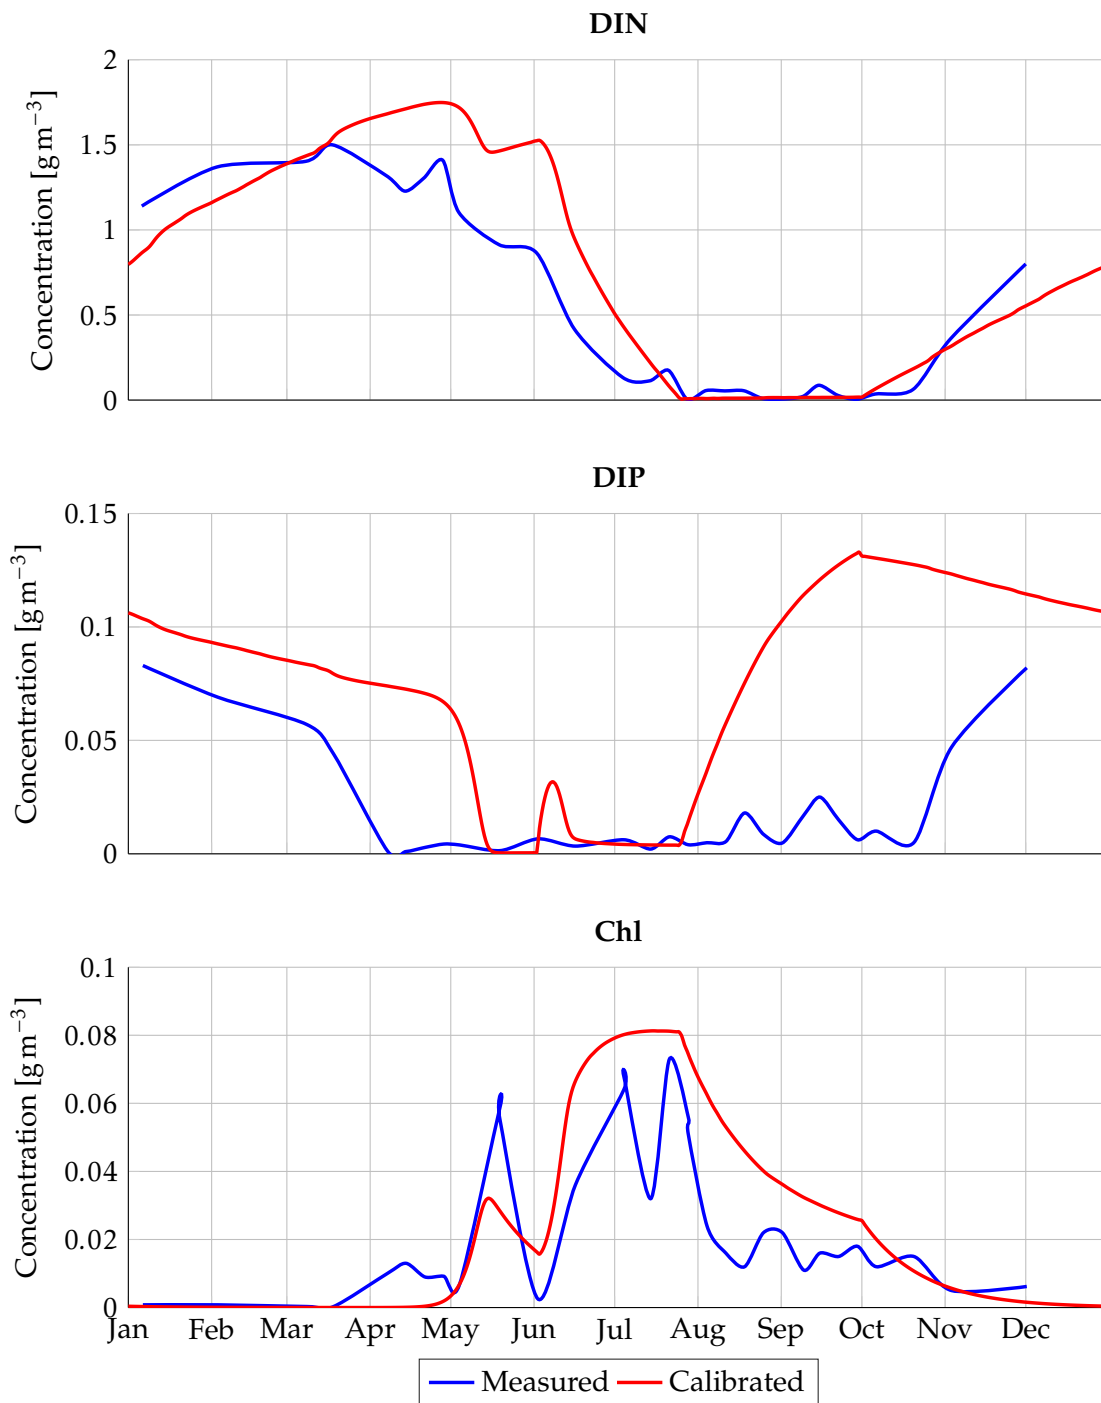 DIN
Concentration [g m−3]
2
1.5
1
0.5
0
DIP
Concentration [g m−3]
0.15
0.1
0.05
0
Chl
Concentration [g m−3]
0.1
0.08
0.06
0.04
0.02
0
Jan Feb Mar Apr May Jun Jul Aug Sep Oct Nov Dec
Measured Calibrated